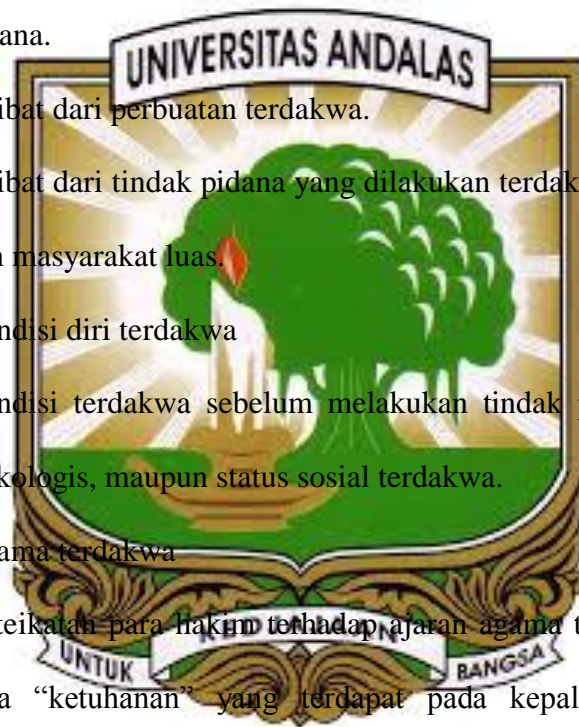 ana.
UNIVERSITAS ANDALAS
ibat dari perbuatan terdakwa.
ibat dari tindak pidana yang dilakukan terdak
n masyarakat luas.
ndisi diri terdakwa
ndisi terdakwa sebelum melakukan tindak p
kologis, maupun status sosial terdakwa.
ama terdakwa
teikatan para hakim terhadap ajaran agama t
UNTUK KEDJAJAAN BANGSA
a “ketuhanan” yang terdapat pada kepal